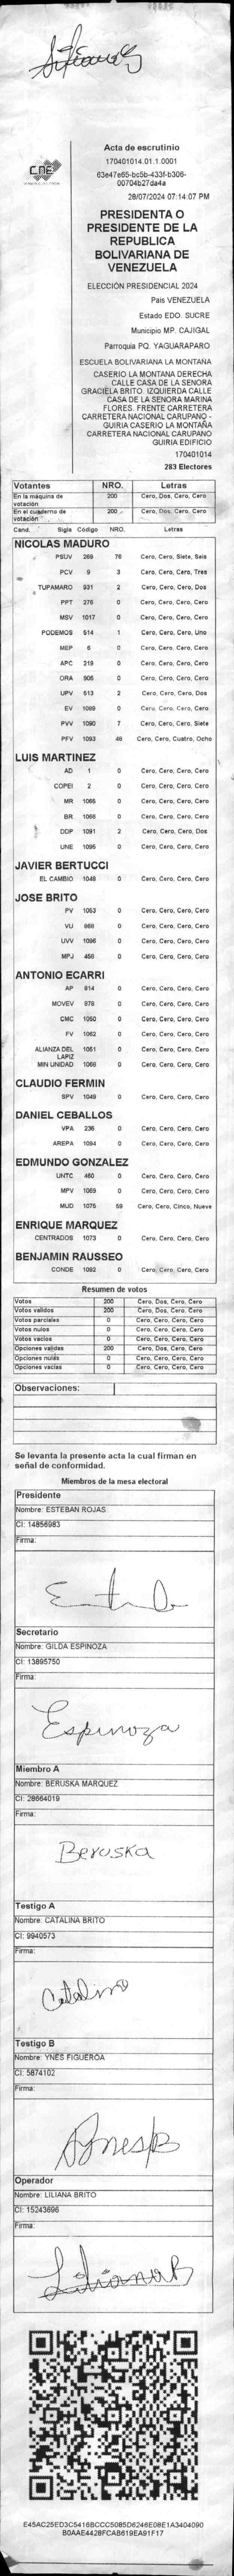 Lilianab
CNE
Acta de escrutinio
170401014.01.1.0001
63e47e65-bc5b-433f-b306-
00704b27da4a
28/07/2024 07:14:07 PM
PRESIDENTA O
PRESIDENTE DE LA
REPUBLICA
BOLIVARIANA DE
VENEZUELA
ELECCIÓN PRESIDENCIAL 2024
Pais VENEZUELA
Estado EDO. SUCRE
Municipio MP. CAJIGAL
Parroquia PQ. YAGUARAPARO
ESCUELA BOLIVARIANA LA MONTAÑA
CASERIO LA MONTANA DERECHA
CALLE CASA DE LA SENORA
GRACIELA BRITO. IZQUIERDA CALLE
CASA DE LA SENORA MARINA
FLORES. FRENTE CARRETERA
CARRETERA NACIONAL CARUPANO -
GUIRIA CASERIO LA MONTAÑA
CARRETERA NACIONAL CARUPANO
GUIRIA EDIFICIO
170401014
283 Electores
Votantes NRO. Letras
En la máquina de votación 200 Cero, Dos, Cero, Cero
En el cuaderno de votación 200 Cero, Dos, Cero, Cero
Cand. Sigla Código NRO. Letras
NICOLAS MADURO
PSUV 269 76 Cero, Cero, Siete, Seis
PCV 9 3 Cero, Cero, Cero, Tres
TUPAMARO 931 2 Cero, Cero, Cero, Dos
PPT 276 0 Cero, Cero, Cero, Cero
MSV 1017 0 Cero, Cero, Cero, Cero
PODEMOS 514 1 Cero, Cero, Cero, Uno
MEP 6 0 Cero, Cero, Cero, Cero
APC 219 0 Cero, Cero, Cero, Cero
ORA 906 0 Cero, Cero, Cero, Cero
UPV 513 2 Cero, Cero, Cero, Dos
EV 1089 0 Cero, Cero, Cero, Cero
PVV 1090 7 Cero, Cero, Cero, Siete
PFV 1093 48 Cero, Cero, Cuatro, Ocho
LUIS MARTINEZ
AD 1 0 Cero, Cero, Cero, Cero
COPEI 2 0 Cero, Cero, Cero, Cero
MR 1065 0 Cero, Cero, Cero, Cero
BR 1066 0 Cero, Cero, Cero, Cero
DDP 1091 2 Cero, Cero, Cero, Dos
UNE 1095 0 Cero, Cero, Cero, Cero
JAVIER BERTUCCI
EL CAMBIO 1048 0 Cero, Cero, Cero, Cero
JOSE BRITO
PV 1053 0 Cero, Cero, Cero, Cero
VU 868 0 Cero, Cero, Cero, Cero
UVV 1096 0 Cero, Cero, Cero, Cero
MPJ 458 0 Cero, Cero, Cero, Cero
ANTONIO ECARRI
AP 814 0 Cero, Cero, Cero, Cero
MOVEV 879 0 Cero, Cero, Cero, Cero
CMC 1050 0 Cero, Cero, Cero, Cero
FV 1062 0 Cero, Cero, Cero, Cero
ALIANZA DEL LAPIZ 1051 0 Cero, Cero, Cero, Cero
MIN UNIDAD 1068 0 Cero, Cero, Cero, Cero
CLAUDIO FERMIN
SPV 1049 0 Cero, Cero, Cero, Cero
DANIEL CEBALLOS
VPA 236 0 Cero, Cero, Cero, Cero
AREPA 1094 0 Cero, Cero, Cero, Cero
EDMUNDO GONZALEZ
UNTC 460 0 Cero, Cero, Cero, Cero
MPV 1069 0 Cero, Cero, Cero, Cero
MUD 1075 59 Cero, Cero, Cinco, Nueve
ENRIQUE MARQUEZ
CENTRADOS 1073 0 Cero, Cero, Cero, Cero
BENJAMIN RAUSSEO
CONDE 1092 0 Cero, Cero, Cero, Cero
Resumen de votos
Votos 200 Cero, Dos, Cero, Cero
Votos validos 200 Cero, Dos, Cero, Cero
Votos parciales 0 Cero, Cero, Cero, Cero
Votos nulos 0 Cero, Cero, Cero, Cero
Votos vacios 0 Cero, Cero, Cero, Cero
Opciones validas 200 Cero, Dos, Cero, Cero
Opciones nulas 0 Cero, Cero, Cero, Cero
Opciones vacias 0 Cero, Cero, Cero, Cero
Observaciones:
Se levanta la presente acta la cual firman en
señal de conformidad.
Miembros de la mesa electoral
Presidente
Nombre: ESTEBAN ROJAS
CI: 14856983
Firma:
Secretario
Nombre: GILDA ESPINOZA
CI: 13895750
Firma:
Espinoza
Miembro A
Nombre: BERUSKA MARQUEZ
CI: 28664019
Firma:
Beruska
Testigo A
Nombre: CATALINA BRITO
CI: 9940573
Firma:
Catalina
Testigo B
Nombre: YNES FIGUEROA
CI: 5874102
Firma:
Operador
Nombre: LILIANA BRITO
CI: 15243696
Firma:
LilianaB
E45AC25ED3C5416BCCC5085D6246E08E1A3404090
B0AAE4428FCAB619EA91F17